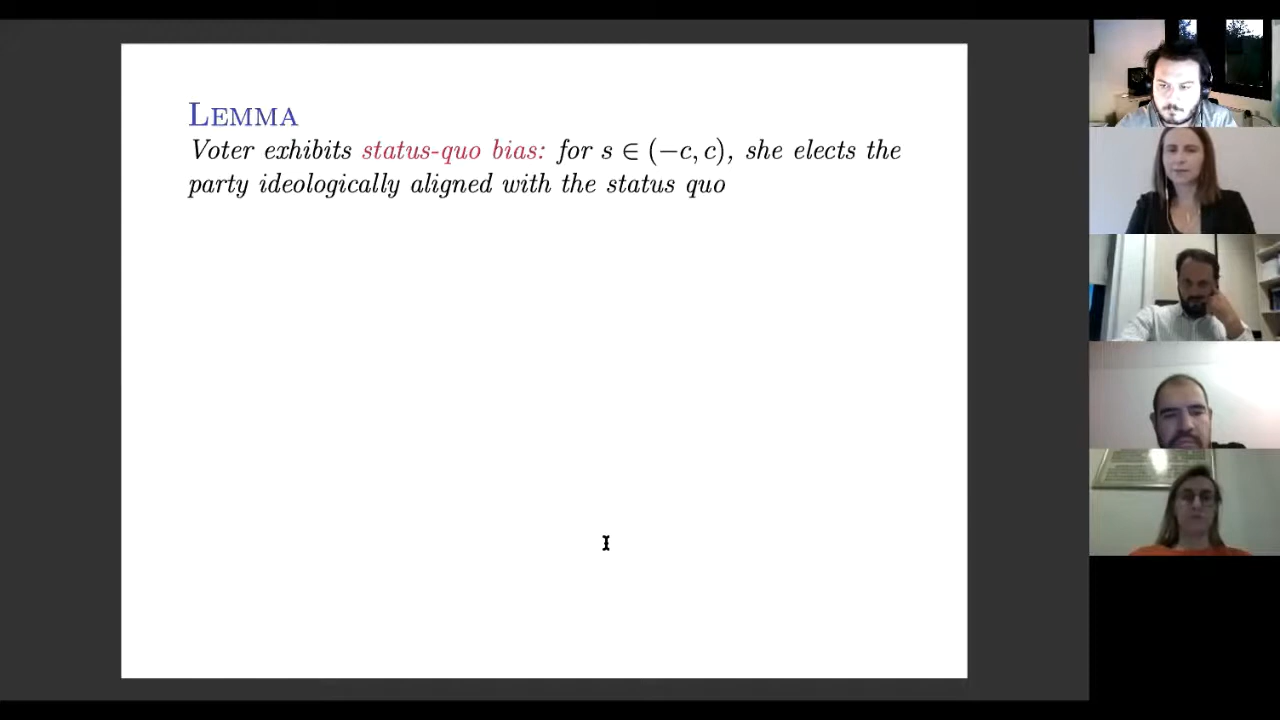 LEMMA
Voter exhibits status-quo bias: for s ∈ (−c, c), she elects the
party ideologically aligned with the status quo